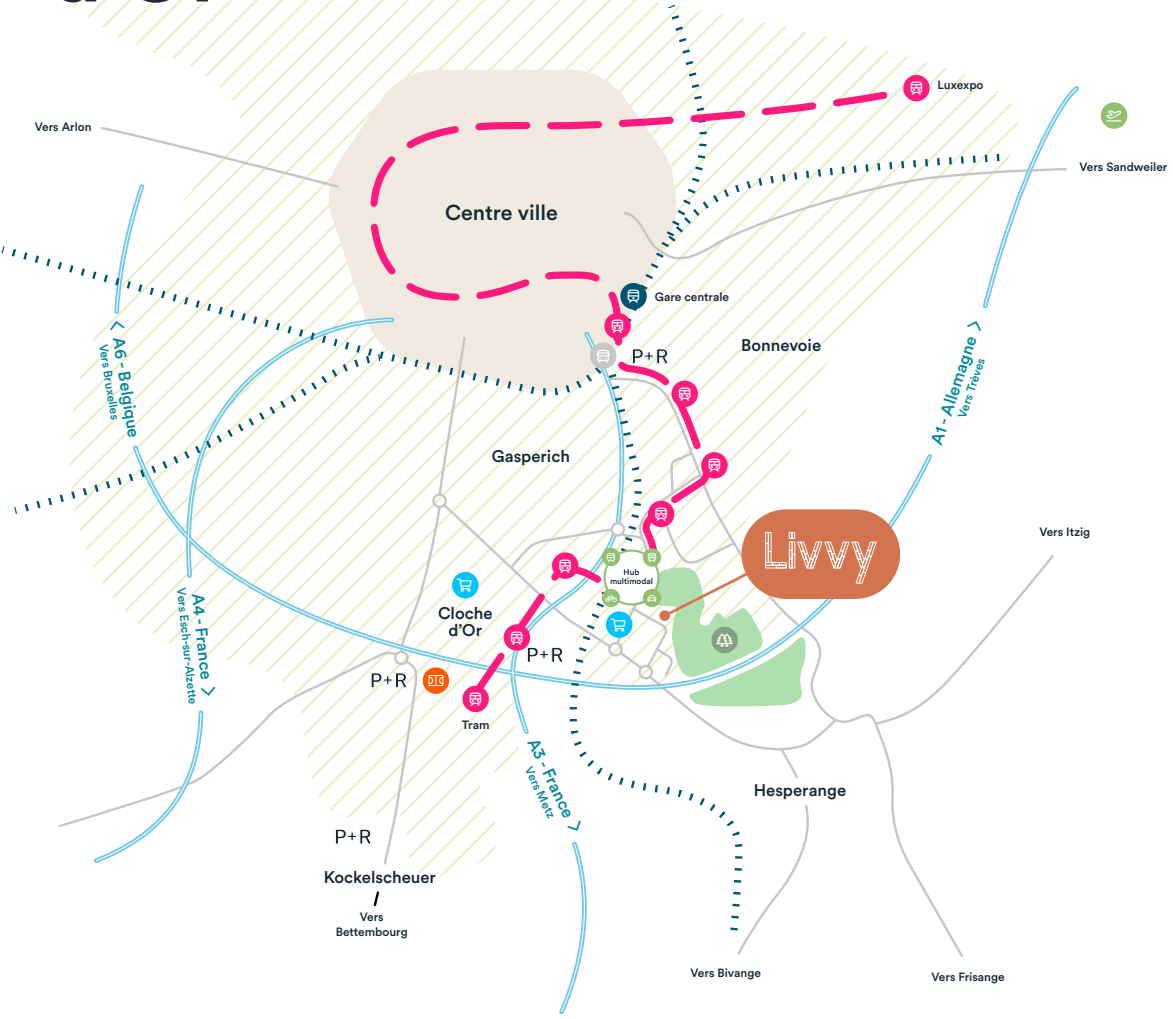 Luxexpo
Vers Arlon
Vers Sandweiler
Centre ville
Gare centrale
P+R
Bonnevoie
A6 - Belgique
Vers Bruxelles
A1 - Allemagne
Vers Trèves
Gasperich
Livvy
Vers Itzig
Hub
multimodal
Cloche
d'Or
A4 - France
Vers Esch-sur-Alzette
P+R
P+R
Tram
A3 - France
Vers Metz
Hesperange
P+R
Kockelscheuer
Vers
Bettembourg
Vers Bivange
Vers Frisange